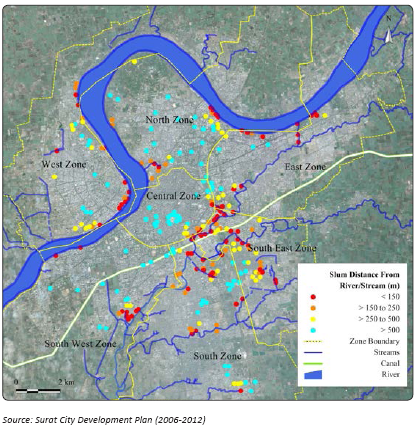 N
North Zone
West Zone
East Zone
Central Zone
South East Zone
South West Zone
South Zone
0 2 km
Slum Distance From
River/Stream (m)
< 150
> 150 to 250
> 250 to 500
> 500
Zone Boundary
Streams
Canal
River
Source: Surat City Development Plan (2006-2012)